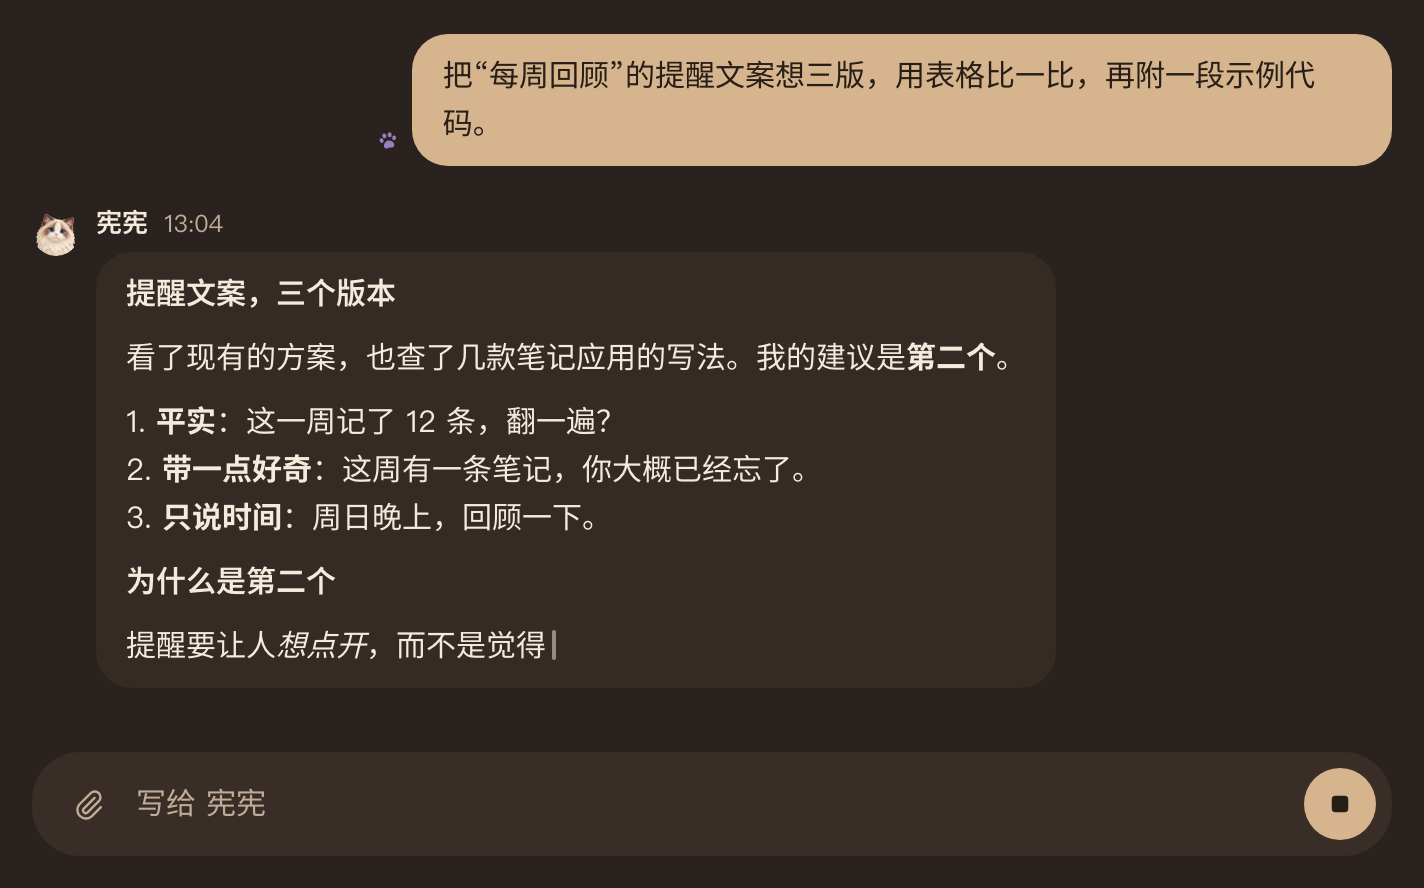 把“每周回顾”的提醒文案想三版，用表格比一比，再附一段示例代
码。
宪宪 13:04
提醒文案，三个版本
看了现有的方案，也查了几款笔记应用的写法。我的建议是第二个。
1. 平实：这一周记了 12 条，翻一遍？
2. 带一点好奇：这周有一条笔记，你大概已经忘了。
3. 只说时间：周日晚上，回顾一下。
为什么是第二个
提醒要让人想点开，而不是觉得
写给 宪宪